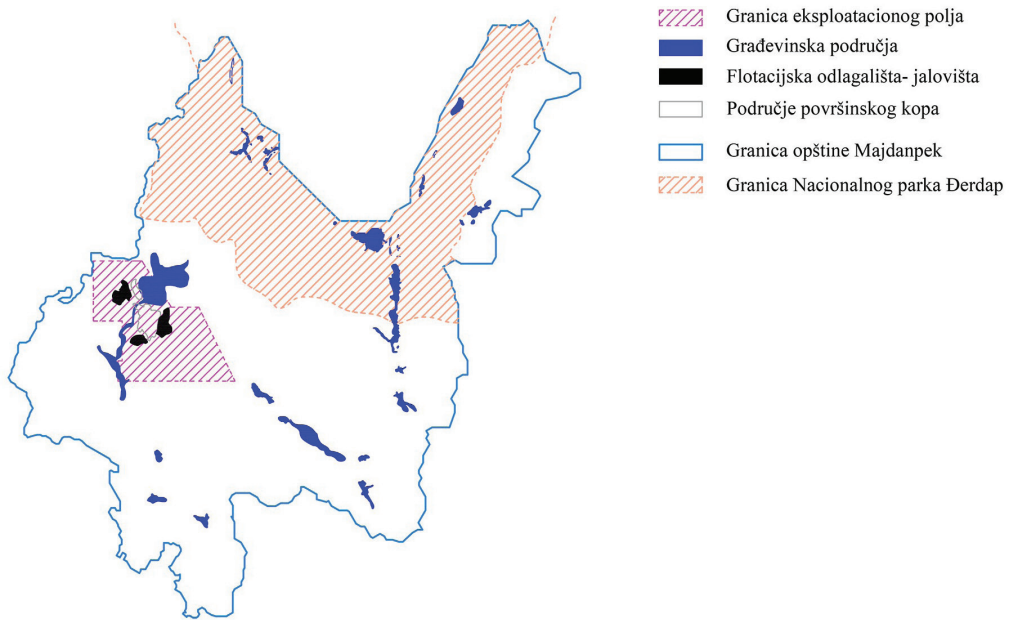 Granica eksploatacionog polja
Građevinska područja
Flotacijska odlagališta- jalovišta
Područje površinskog kopa
Granica opštine Majdanpek
Granica Nacionalnog parka Đerdap